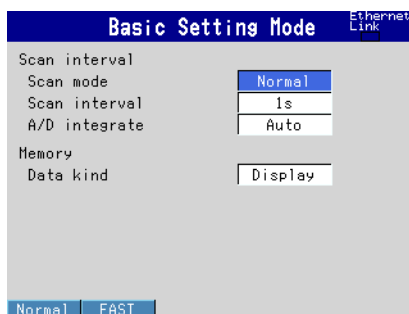 Basic Setting Mode
Ethernet
Link
Scan interval
Scan mode Normal
Scan interval 1s
A/D integrate Auto
Memory
Data kind Display
Normal FAST